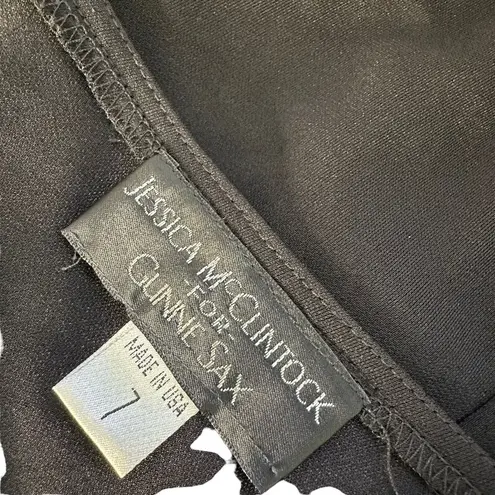 JESSICA McCLINTOCK
-FOR-
GUNNE SAX
MADE IN USA
7